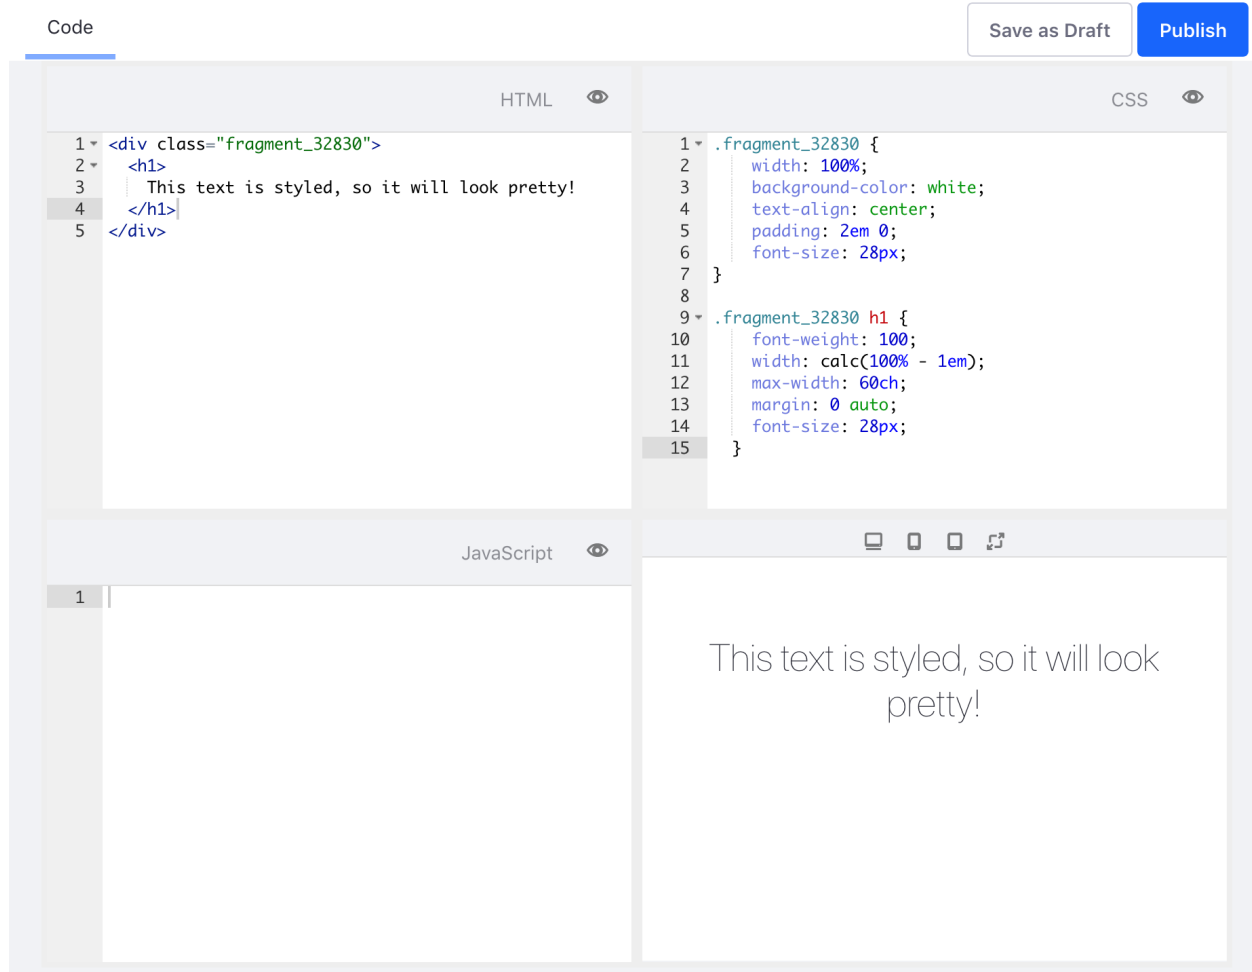 Code
Save as Draft
Publish
HTML
1 <div class="fragment_32830">
2 <h1>
3 This text is styled, so it will look pretty!
4 </h1>
5 </div>
CSS
1 .fragment_32830 {
2 width: 100%;
3 background-color: white;
4 text-align: center;
5 padding: 2em 0;
6 font-size: 28px;
7 }
8
9 .fragment_32830 h1 {
10 font-weight: 100;
11 width: calc(100% - 1em);
12 max-width: 60ch;
13 margin: 0 auto;
14 font-size: 28px;
15 }
JavaScript
1
This text is styled, so it will look
pretty!